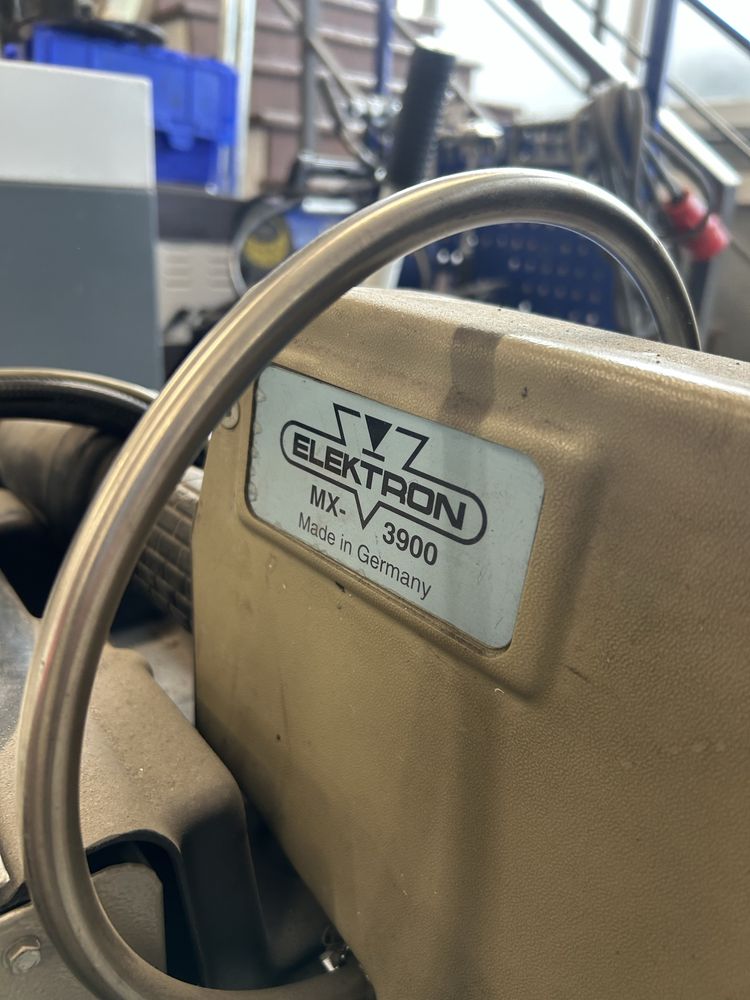 ELEKTRON
MX- 3900
Made in Germany